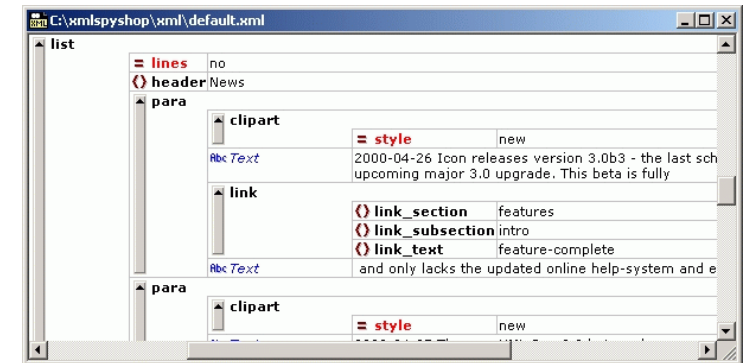 C:\xmlspyshop\xml\default.xml
list
= lines no
header News
para
clipart
= style new
Abc Text 2000-04-26 Icon releases version 3.0b3 - the last sch
upcoming major 3.0 upgrade. This beta is fully
link
link_section features
link_subsection intro
link_text feature-complete
Abc Text and only lacks the updated online help-system and e
para
clipart
= style new